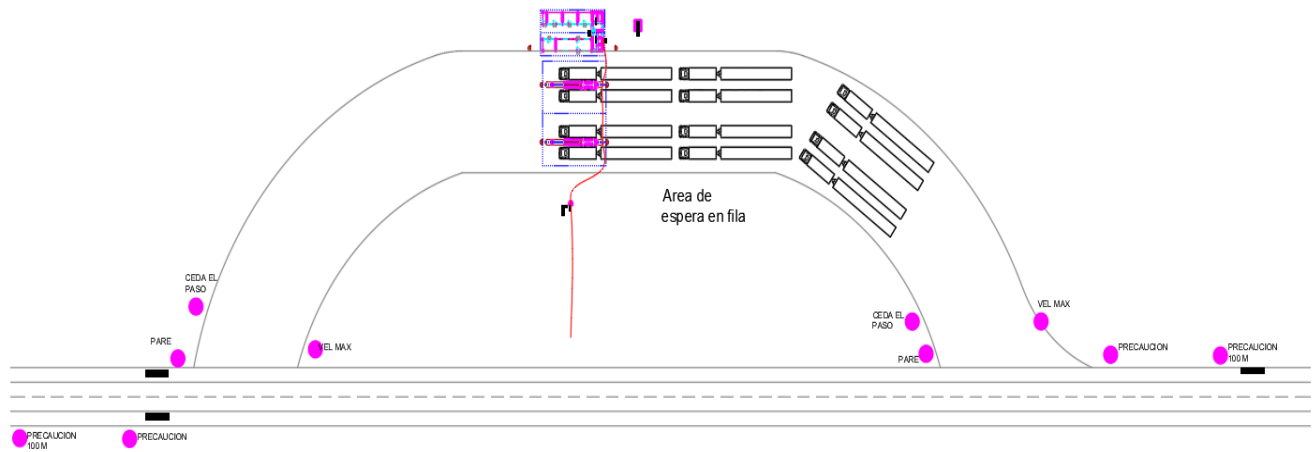 Area de
espera en fila
CEDA EL
PASO
PARE
VEL MAX
CEDA EL
PASO
PARE
VEL MAX
PRECAUCION
PRECAUCION
100 M
PRECAUCION
100 M
PRECAUCION